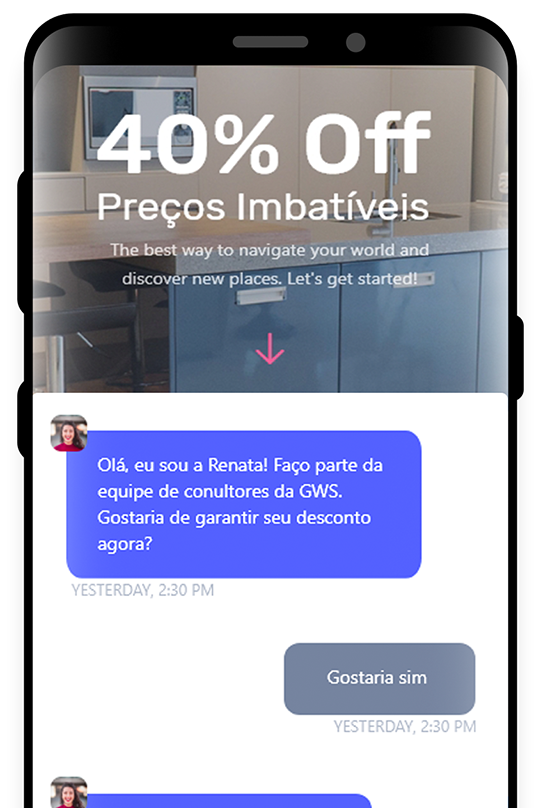 40% Off
Preços Imbatíveis
The best way to navigate your world and
discover new places. Let's get started!
Olá, eu sou a Renata! Faço parte da
equipe de conultores da GWS.
Gostaria de garantir seu desconto
agora?
YESTERDAY, 2:30 PM
Gostaria sim
YESTERDAY, 2:30 PM